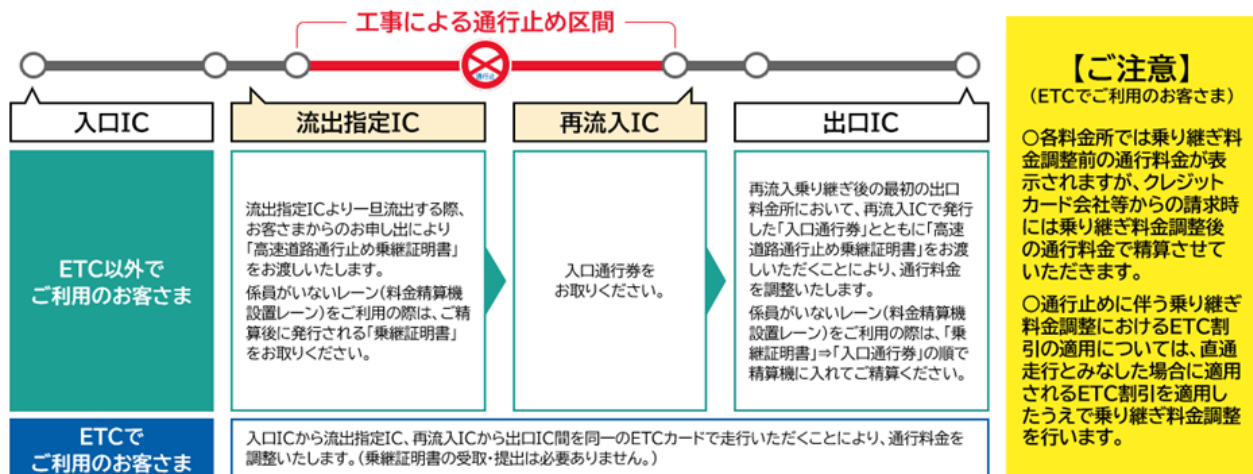 工事による通行止め区間
通行止
入口IC
流出指定IC
再流入IC
出口IC
ETC以外で
ご利用のお客さま
流出指定ICより一旦流出する際、
お客さまからのお申し出により
「高速道路通行止め乗継証明書」
をお渡しいたします。
係員がいないレーン(料金精算機
設置レーン)をご利用の際は、ご精
算後に発行される「乗継証明書」
をお取りください。
入口通行券を
お取りください。
再流入乗り継ぎ後の最初の出口
料金所において、再流入ICで発行
した「入口通行券」とともに「高速
道路通行止め乗継証明書」をお渡
しいただくことにより、通行料金
を調整いたします。
係員がいないレーン(料金精算機
設置レーン)をご利用の際は、「乗
継証明書」⇒「入口通行券」の順で
精算機に入れてご精算ください。
ETCで
ご利用のお客さま
入口ICから流出指定IC、再流入ICから出口IC間を同一のETCカードで走行いただくことにより、通行料金を
調整いたします。(乗継証明書の受取・提出は必要ありません。)
【ご注意】
(ETCでご利用のお客さま)
○各料金所では乗り継ぎ料
金調整前の通行料金が表
示されますが、クレジット
カード会社等からの請求時
には乗り継ぎ料金調整後
の通行料金で精算させて
いただきます。
○通行止めに伴う乗り継ぎ
料金調整におけるETC割
引の適用については、直通
走行とみなした場合に適用
されるETC割引を適用し
たうえで乗り継ぎ料金調整
を行います。